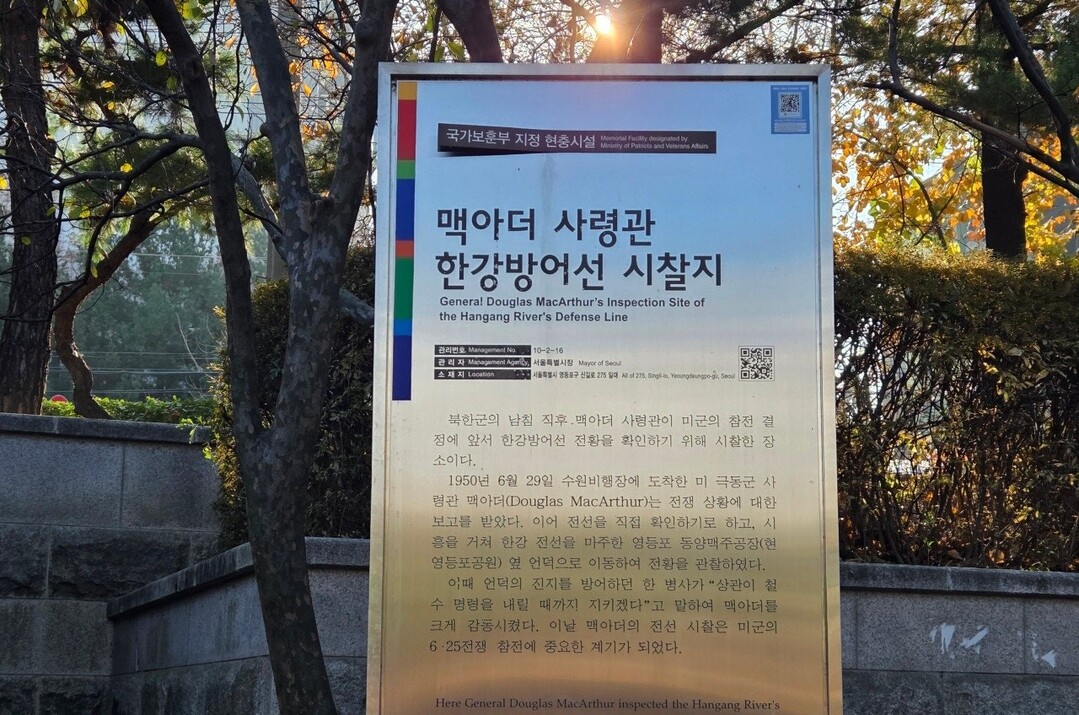 국가보훈부 지정 현충시설 Memorial Facility designated by
Ministry of Patriots and Veterans Affairs
맥아더 사령관
한강방어선 시찰지
General Douglas MacArthur's Inspection Site of
the Hangang River's Defense Line
관리번호 Management No. 10-2-16
관 리 자 Management Agency 서울특별시장 Mayor of Seoul
소 재 지 Location 서울특별시 영등포구 신길로 275 일대 All of 275, Singil-lo, Yeongdeungpo-gu, Seoul
북한군의 남침 직후 맥아더 사령관이 미군의 참전 결
정에 앞서 한강방어선 전황을 확인하기 위해 시찰한 장
소이다.
1950년 6월 29일 수원비행장에 도착한 미 극동군 사
령관 맥아더(Douglas MacArthur)는 전쟁 상황에 대한
보고를 받았다. 이어 전선을 직접 확인하기로 하고, 시
흥을 거쳐 한강 전선을 마주한 영등포 동양맥주공장(현
영등포공원) 옆 언덕으로 이동하여 전황을 관찰하였다.
이때 언덕의 진지를 방어하던 한 병사가 “상관이 철
수 명령을 내릴 때까지 지키겠다”고 말하여 맥아더를
크게 감동시켰다. 이날 맥아더의 전선 시찰은 미군의
6·25전쟁 참전에 중요한 계기가 되었다.
Here General Douglas MacArthur inspected the Hangang River's